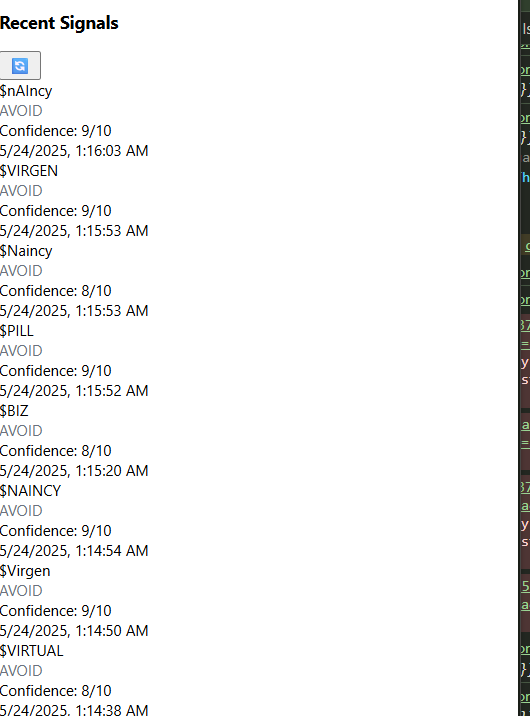 Recent Signals
$nAIncy
AVOID
Confidence: 9/10
5/24/2025, 1:16:03 AM
$VIRGEN
AVOID
Confidence: 9/10
5/24/2025, 1:15:53 AM
$Naincy
AVOID
Confidence: 8/10
5/24/2025, 1:15:53 AM
$PILL
AVOID
Confidence: 9/10
5/24/2025, 1:15:52 AM
$BIZ
AVOID
Confidence: 8/10
5/24/2025, 1:15:20 AM
$NAINCY
AVOID
Confidence: 9/10
5/24/2025, 1:14:54 AM
$Virgen
AVOID
Confidence: 9/10
5/24/2025, 1:14:50 AM
$VIRTUAL
AVOID
Confidence: 8/10
5/24/2025, 1:14:38 AM